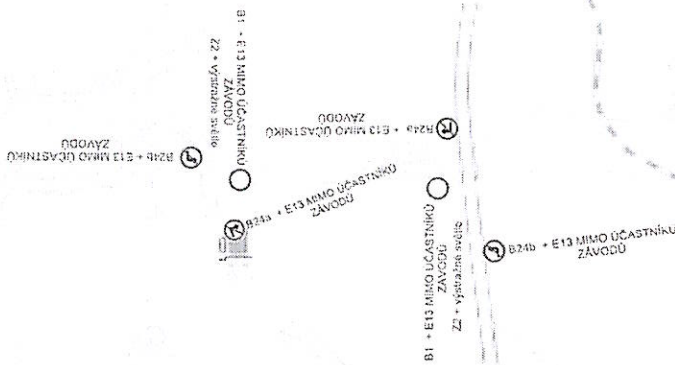 B1 + E13 MIMO ÚČASTNÍKŮ
ZÁVODŮ
Z2 + výstražné světlo
B24b + E13 MIMO ÚČASTNÍKŮ
ZÁVODŮ
B24a + E13 MIMO ÚČASTNÍKŮ
ZÁVODŮ
B24a + E13 MIMO ÚČASTNÍKŮ
ZÁVODŮ
B1 + E13 MIMO ÚČASTNÍKŮ
ZÁVODŮ
Z2 + výstražné světlo
B24b + E13 MIMO ÚČASTNÍKŮ
ZÁVODŮ